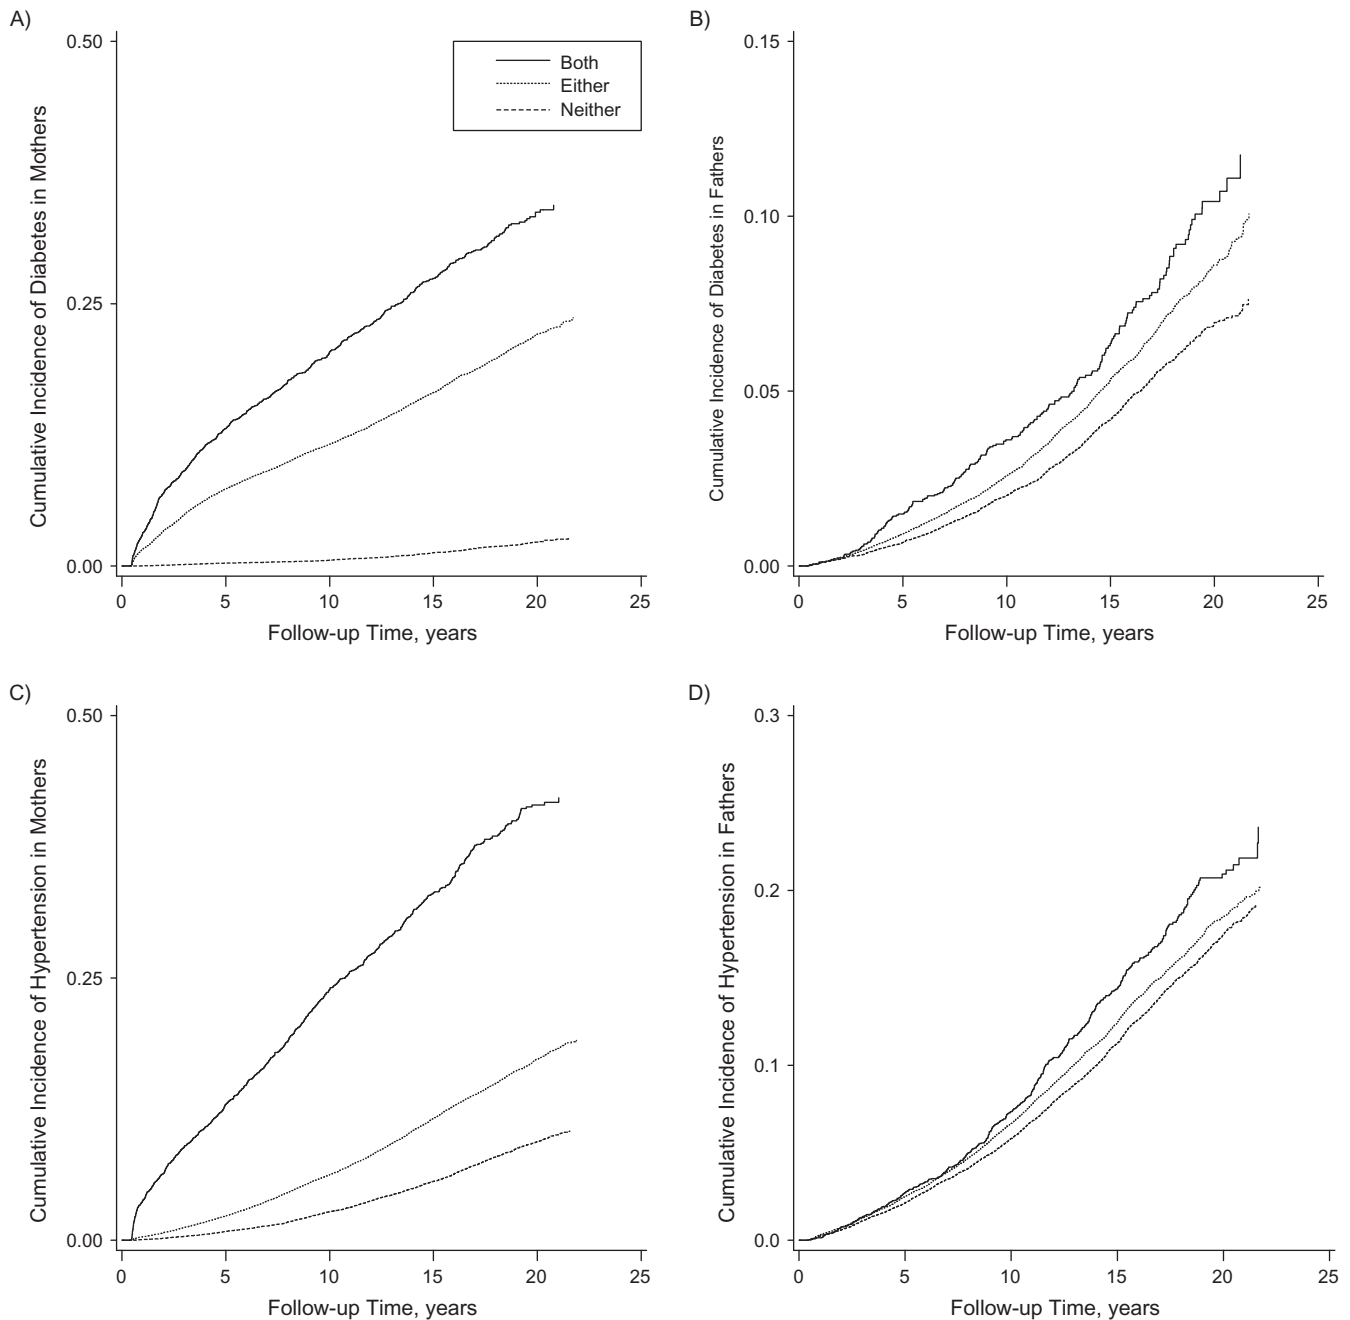 A)
0.50
0.25
0.00
Cumulative Incidence of Diabetes in Mothers
Both
Either
Neither
0 5 10 15 20 25
Follow-up Time, years
B)
0.15
0.10
0.05
0.00
Cumulative Incidence of Diabetes in Fathers
0 5 10 15 20 25
Follow-up Time, years
C)
0.50
0.25
0.00
Cumulative Incidence of Hypertension in Mothers
0 5 10 15 20 25
Follow-up Time, years
D)
0.3
0.2
0.1
0.0
Cumulative Incidence of Hypertension in Fathers
0 5 10 15 20 25
Follow-up Time, years